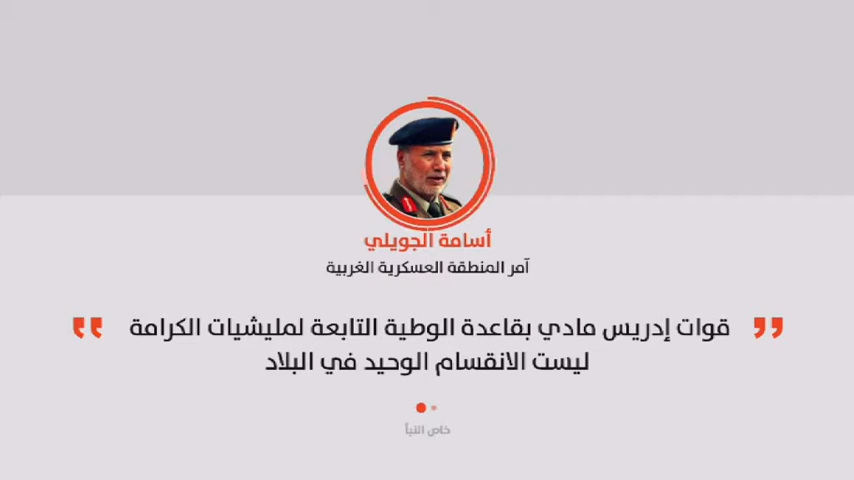 أسامة الجويلي
آمر المنطقة العسكرية الغربية
" قوات إدريس مادي بقاعدة الوطية التابعة لمليشيات الكرامة "
ليست الانقسام الوحيد في البلاد
خاص النبأ